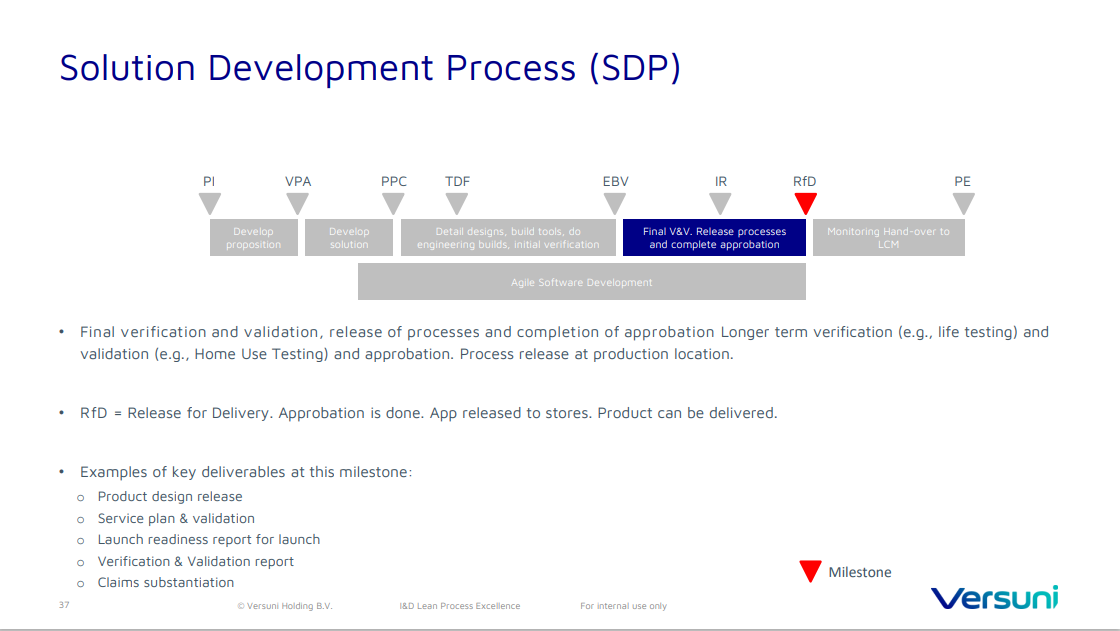 Solution Development Process (SDP)
PI VPA PPC TDF EBV IR RfD PE
Develop
proposition
Develop
solution
Detail designs, build tools, do
engineering builds, initial verification
Final V&V. Release processes
and complete approbation
Monitoring Hand-over to
LCM
Agile Software Development
• Final verification and validation, release of processes and completion of approbation Longer term verification (e.g., life testing) and
validation (e.g., Home Use Testing) and approbation. Process release at production location.
• RfD = Release for Delivery. Approbation is done. App released to stores. Product can be delivered.
• Examples of key deliverables at this milestone:
o Product design release
o Service plan & validation
o Launch readiness report for launch
o Verification & Validation report
o Claims substantiation
Milestone
37 © Versuni Holding B.V. I&D Lean Process Excellence For internal use only
Versuni